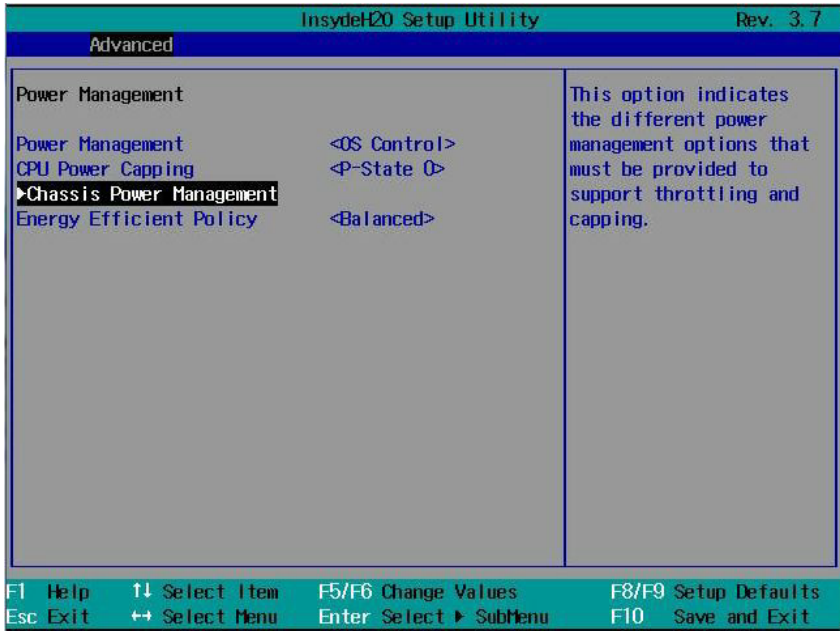 InsydeH20 Setup Utility Rev. 3.7
Advanced
Power Management
Power Management <OS Control>
CPU Power Capping <P-State 0>
▶Chassis Power Management
Energy Efficient Policy <Balanced>
This option indicates
the different power
management options that
must be provided to
support throttling and
capping.
F1 Help ↑↓ Select Item F5/F6 Change Values F8/F9 Setup Defaults
Esc Exit ↔ Select Menu Enter Select ▶ SubMenu F10 Save and Exit